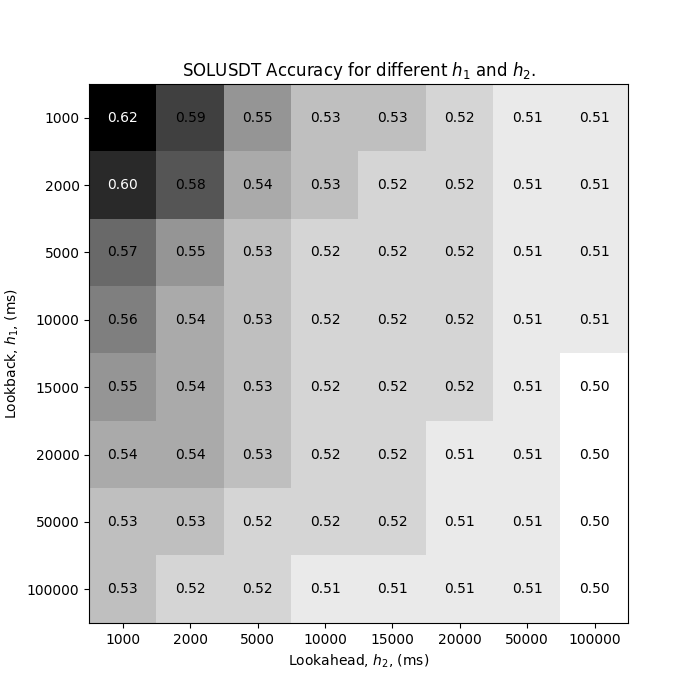 SOLUSDT Accuracy for different h₁ and h₂.
1000 0.62 0.59 0.55 0.53 0.53 0.52 0.51 0.51
2000 0.60 0.58 0.54 0.53 0.52 0.52 0.51 0.51
5000 0.57 0.55 0.53 0.52 0.52 0.52 0.51 0.51
10000 0.56 0.54 0.53 0.52 0.52 0.52 0.51 0.51
15000 0.55 0.54 0.53 0.52 0.52 0.52 0.51 0.50
20000 0.54 0.54 0.53 0.52 0.52 0.51 0.51 0.50
50000 0.53 0.53 0.52 0.52 0.52 0.51 0.51 0.50
100000 0.53 0.52 0.52 0.51 0.51 0.51 0.51 0.50
1000 2000 5000 10000 15000 20000 50000 100000
Lookahead, h₂, (ms)
Lookback, h₁, (ms)